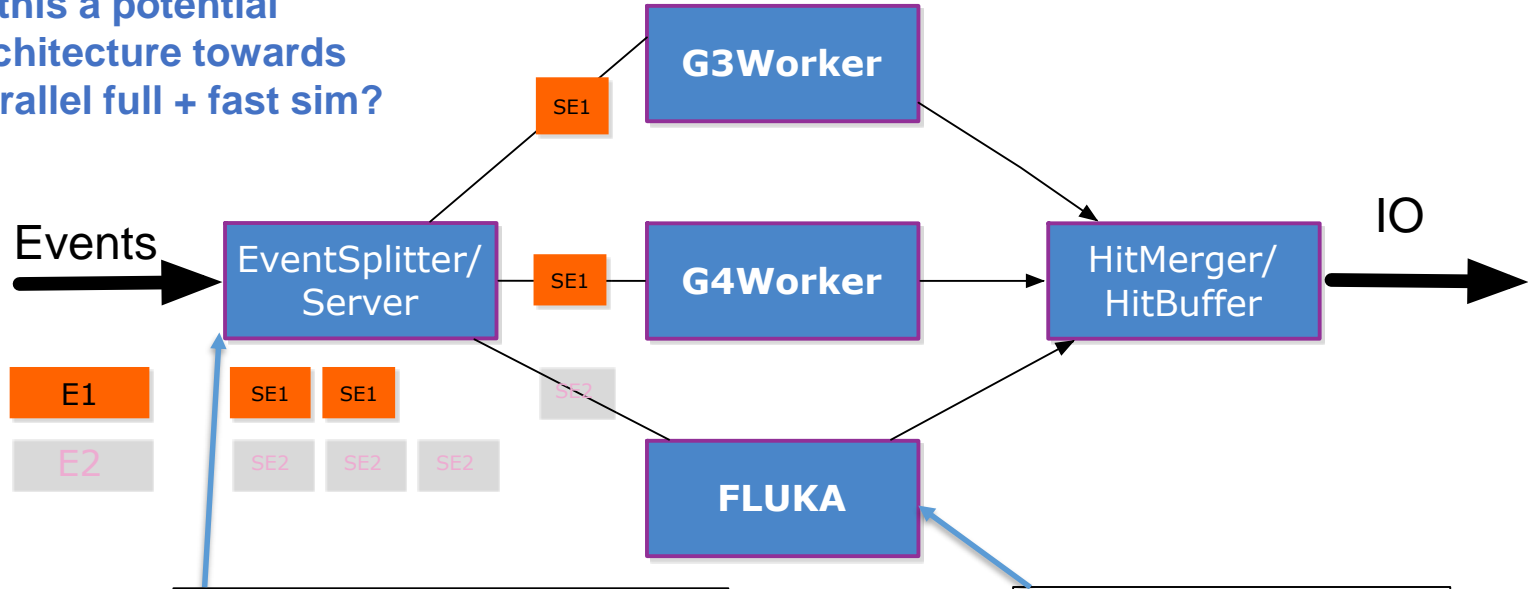 this a potential
chitecture towards
rallel full + fast sim?
G3Worker
SE1
Events
EventSplitter/
Server
SE1
G4Worker
HitMerger/
HitBuffer
IO
E1
SE1
SE1
SE2
E2
SE2
SE2
SE2
FLUKA